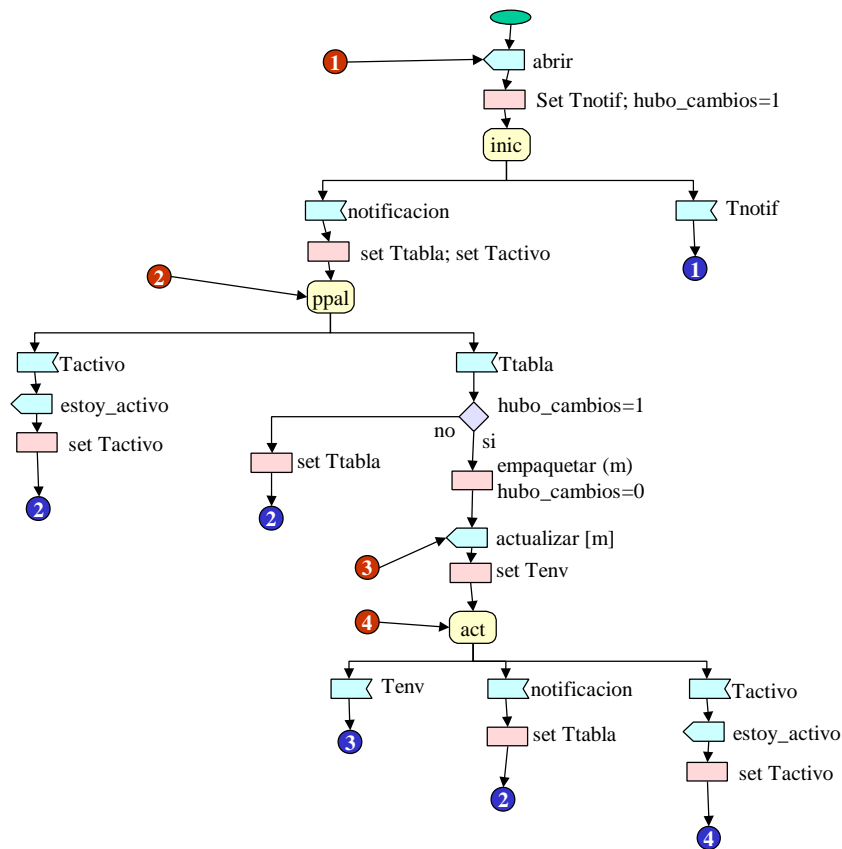 1
abrir
Set Tnotif; hubo_cambios=1
inic
notificacion
Tnotif
set Ttabla; set Tactivo
1
2
ppal
Tactivo
Ttabla
estoy_activo
hubo_cambios=1
no
si
set Tactivo
set Ttabla
empaquetar (m)
hubo_cambios=0
2
2
actualizar [m]
3
set Tenv
4
act
Tenv
notificacion
Tactivo
3
set Ttabla
estoy_activo
set Tactivo
2
4